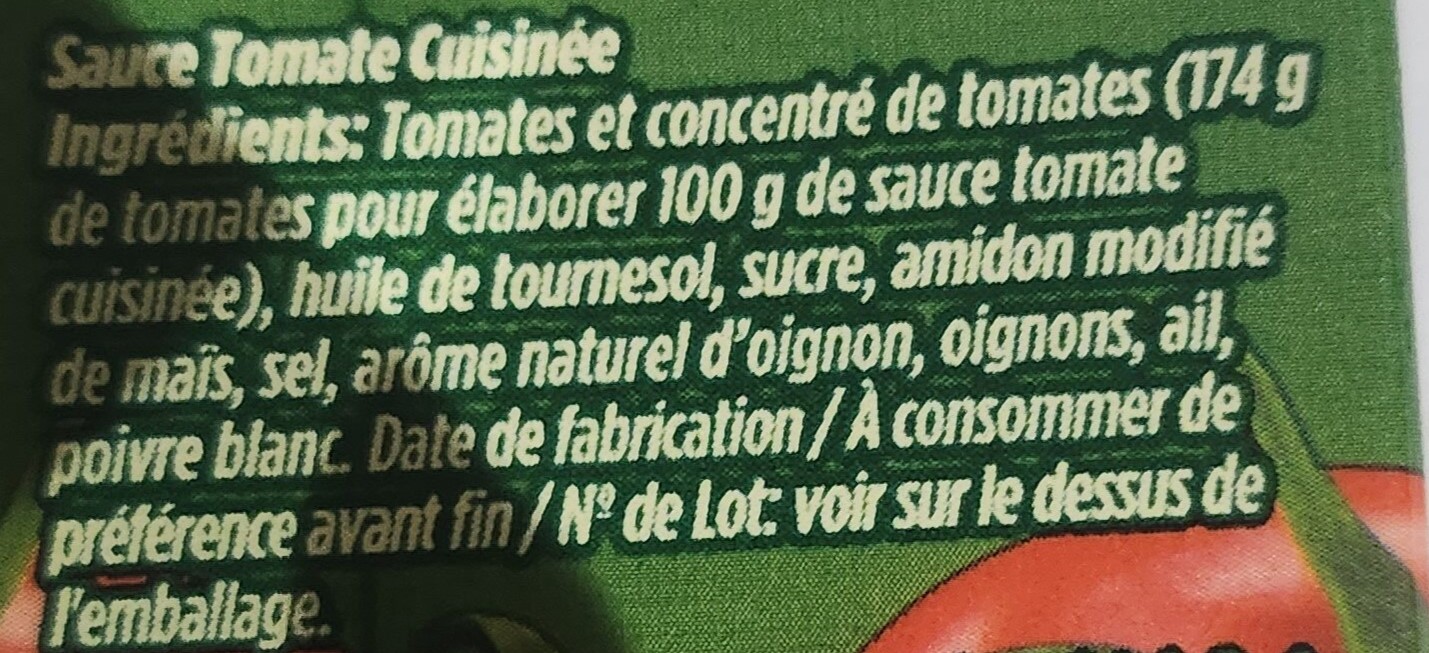 Sauce Tomate Cuisinée
Ingrédients: Tomates et concentré de tomates (174 g
de tomates pour élaborer 100 g de sauce tomate
cuisinée), huile de tournesol, sucre, amidon modifié
de maïs, sel, arôme naturel d'oignon, oignons, ail,
poivre blanc. Date de fabrication / À consommer de
préférence avant fin / Nº de Lot: voir sur le dessus de
l'emballage.